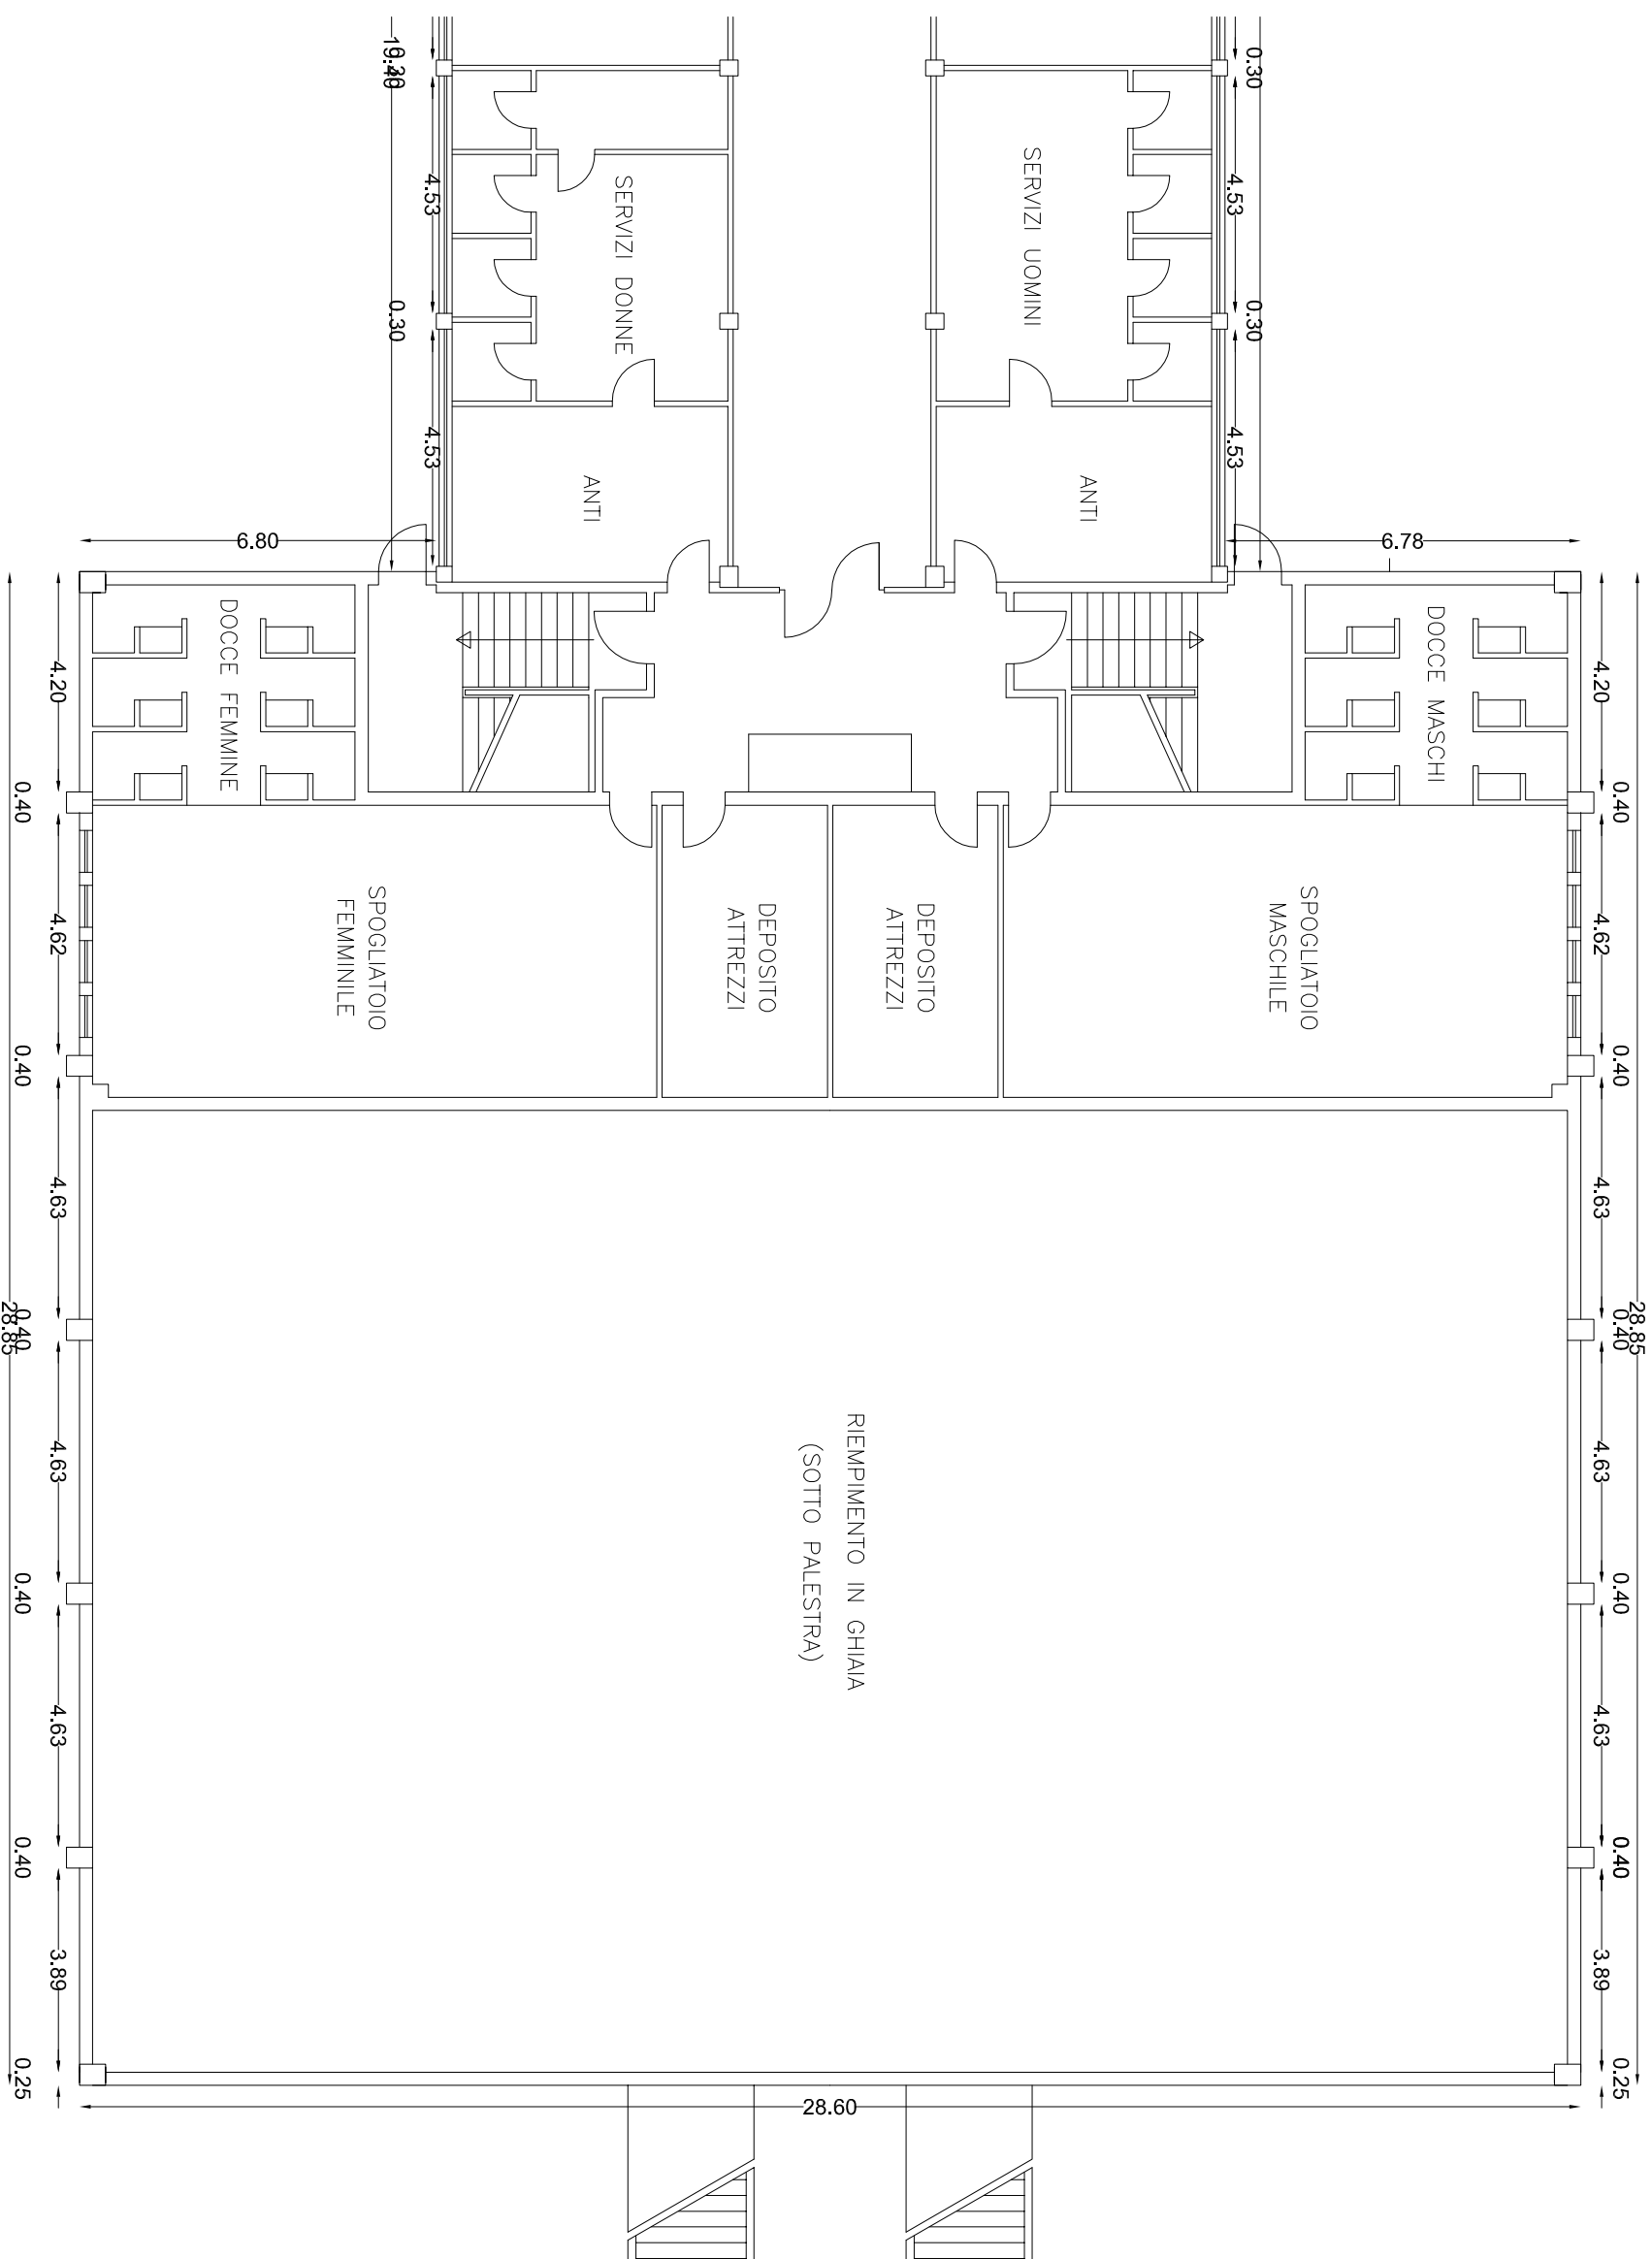 0.30
19.40
0.30
SERVIZI UOMINI
SERVIZI DONNE
4.53
4.53
0.30
0.30
4.53
4.53
ANTI
ANTI
6.80
6.78
DOCCE FEMMINE
DOCCE MASCHI
4.20
4.20
0.40
0.40
SPOGLIATOIO
FEMMINILE
DEPOSITO
ATTREZZI
DEPOSITO
ATTREZZI
SPOGLIATOIO
MASCHILE
4.62
4.62
0.40
0.40
4.63
4.63
0.40
28.85
0.40
28.85
RIEMPIMENTO IN GHIAIA
(SOTTO PALESTRA)
4.63
4.63
0.40
0.40
4.63
4.63
0.40
0.40
3.89
3.89
0.25
0.25
28.60